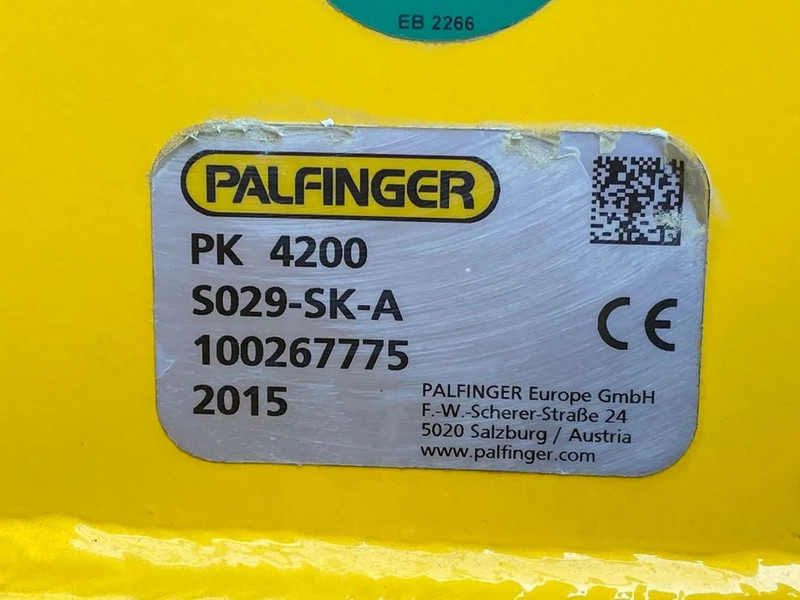 EB 2266
PALFINGER
PK 4200
S029-SK-A
100267775
2015
CE
PALFINGER Europe GmbH
F.-W.-Scherer-Straße 24
5020 Salzburg / Austria
www.palfinger.com